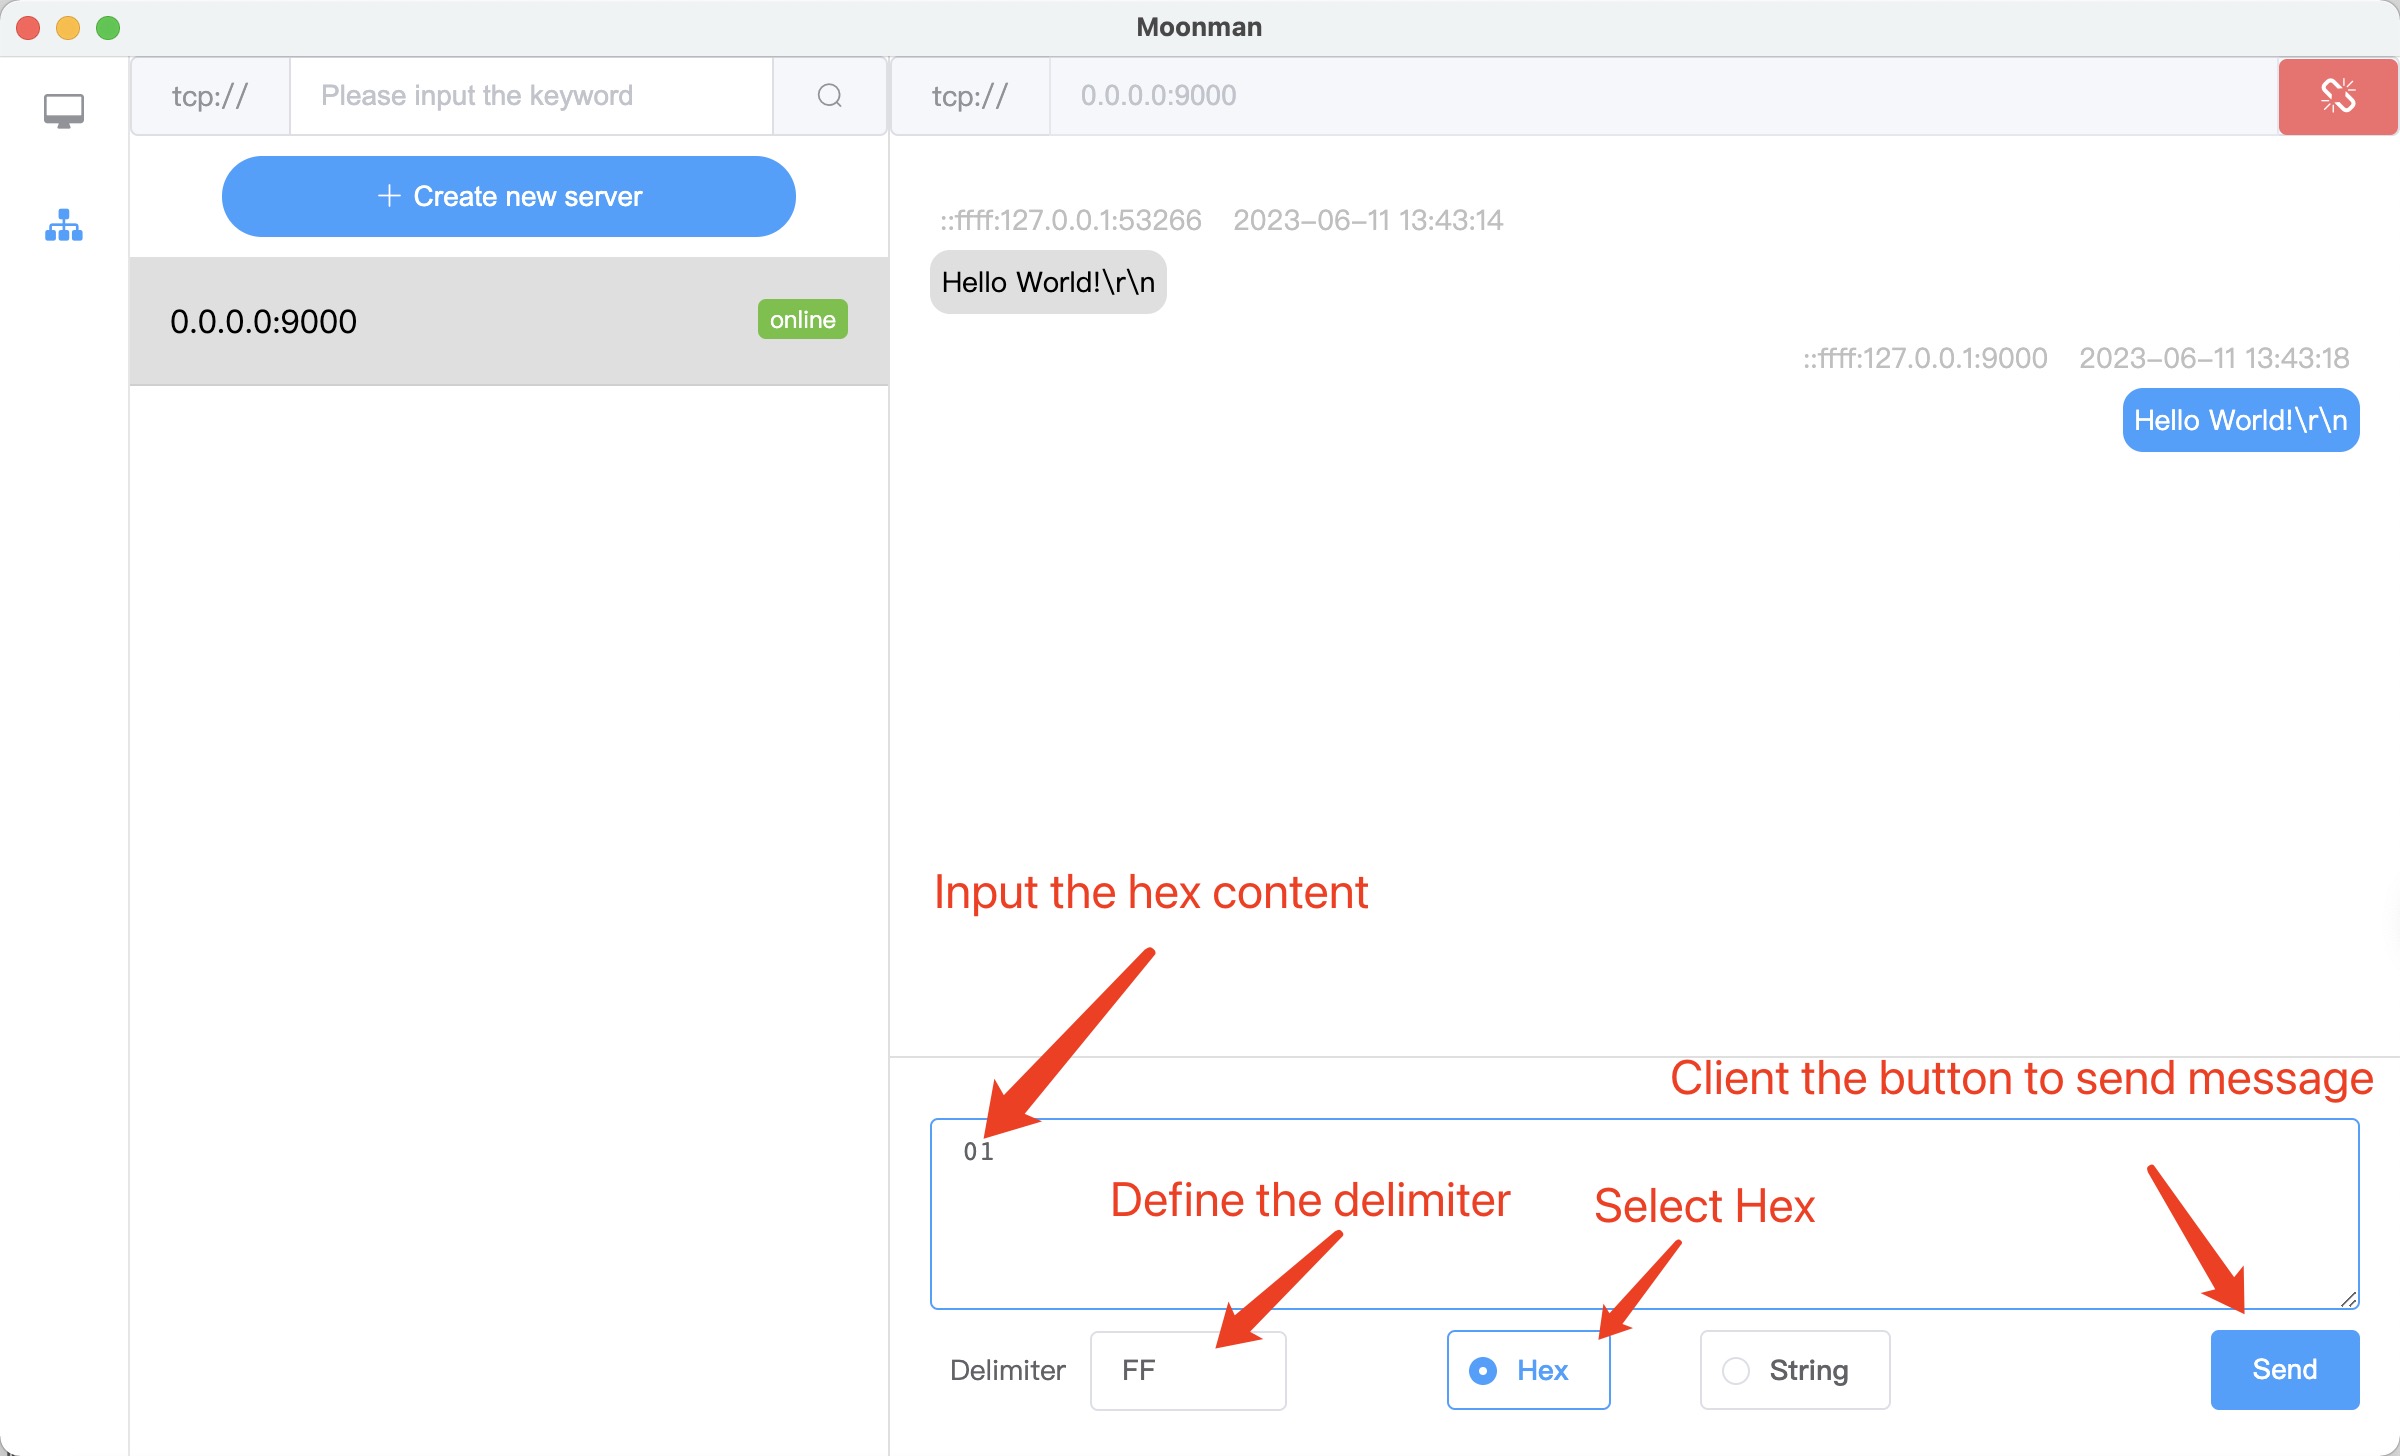 Moonman
tcp://
Please input the keyword
tcp://
0.0.0.0:9000
+ Create new server
0.0.0.0:9000
online
::ffff:127.0.0.1:53266 2023-06-11 13:43:14
Hello World!\r\n
::ffff:127.0.0.1:9000 2023-06-11 13:43:18
Hello World!\r\n
Input the hex content
Client the button to send message
01
Define the delimiter
Select Hex
Delimiter
FF
Hex
String
Send